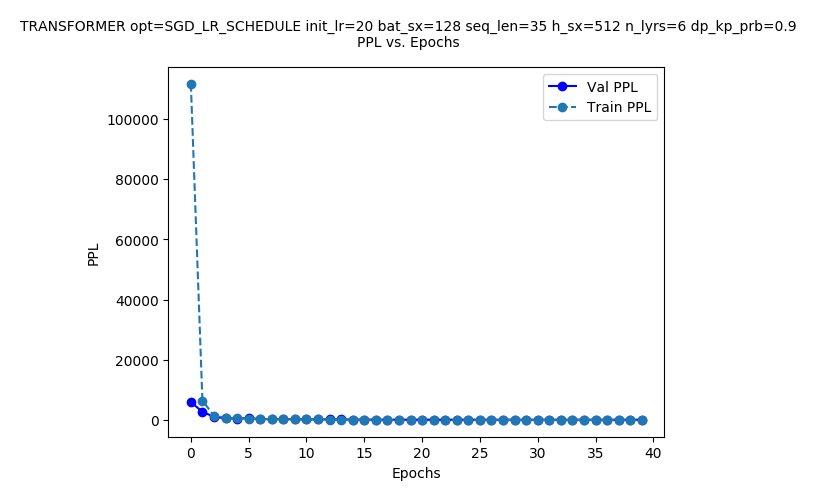 TRANSFORMER opt=SGD_LR_SCHEDULE init_lr=20 bat_sx=128 seq_len=35 h_sx=512 n_lyrs=6 dp_kp_prb=0.9
PPL vs. Epochs
Val PPL
Train PPL
100000
80000
60000
40000
20000
0
PPL
0 5 10 15 20 25 30 35 40
Epochs